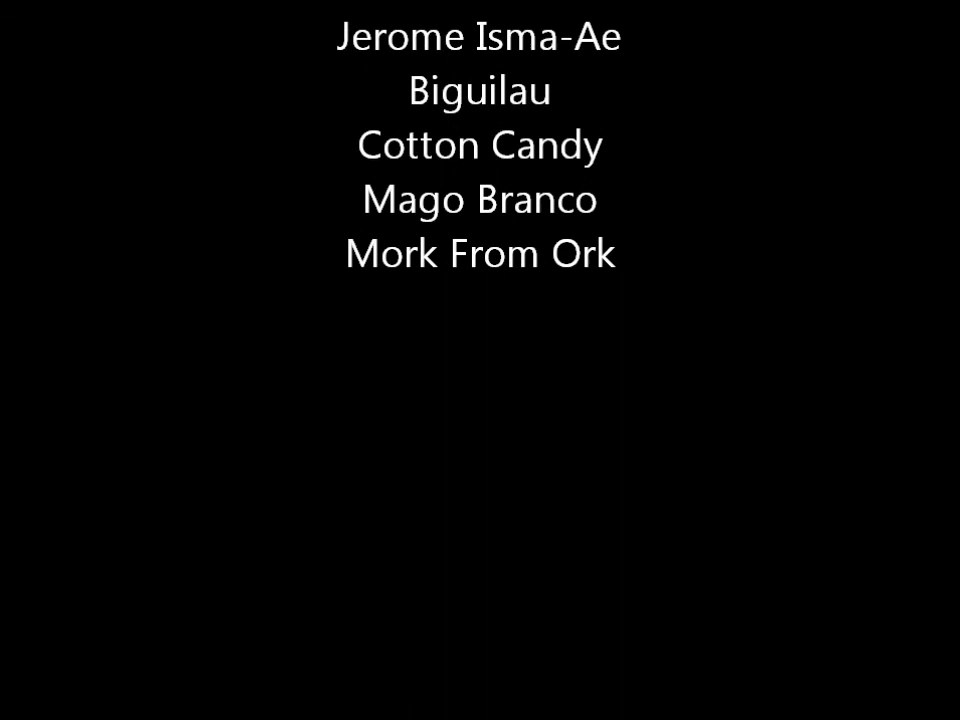 Jerome Isma-Ae
Biguilau
Cotton Candy
Mago Branco
Mork From Ork